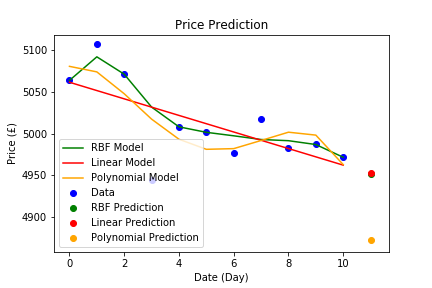 Price Prediction
Price (£)
5100
5050
5000
4950
4900
RBF Model
Linear Model
Polynomial Model
Data
RBF Prediction
Linear Prediction
Polynomial Prediction
0
2
4
6
8
10
Date (Day)